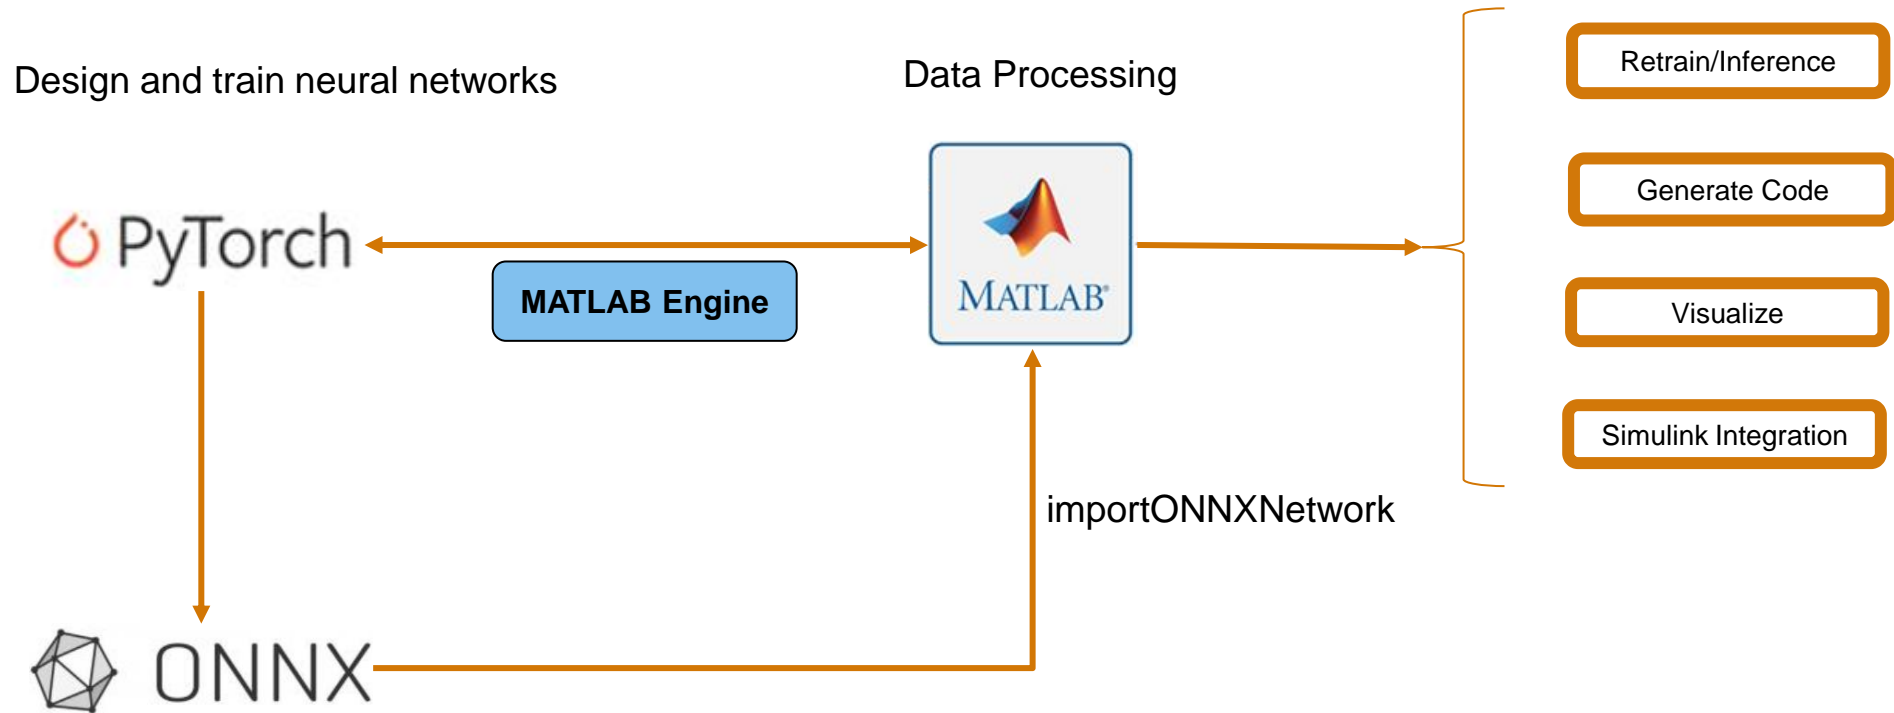 Design and train neural networks
Data Processing
PyTorch
MATLAB Engine
MATLAB®
importONNXNetwork
ONNX
Retrain/Inference
Generate Code
Visualize
Simulink Integration